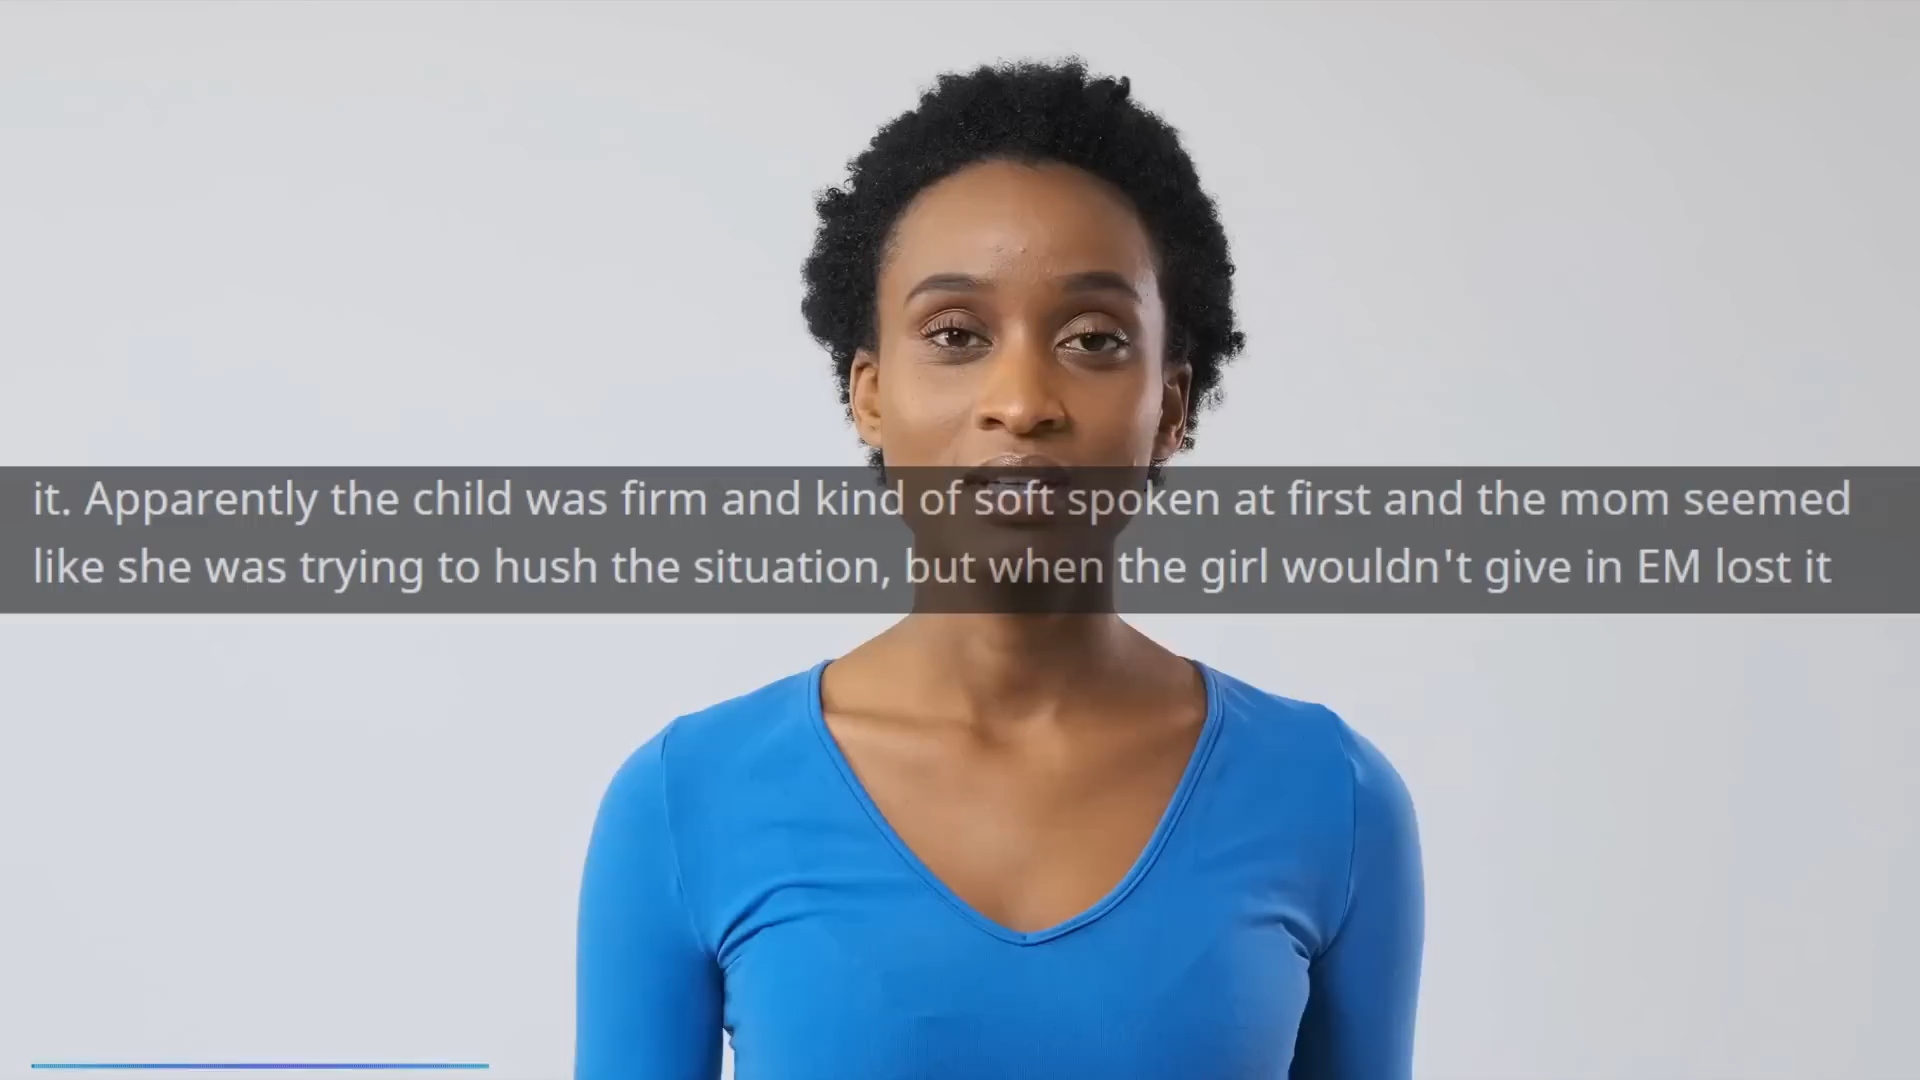 it. Apparently the child was firm and kind of soft spoken at first and the mom seemed
like she was trying to hush the situation, but when the girl wouldn't give in EM lost it